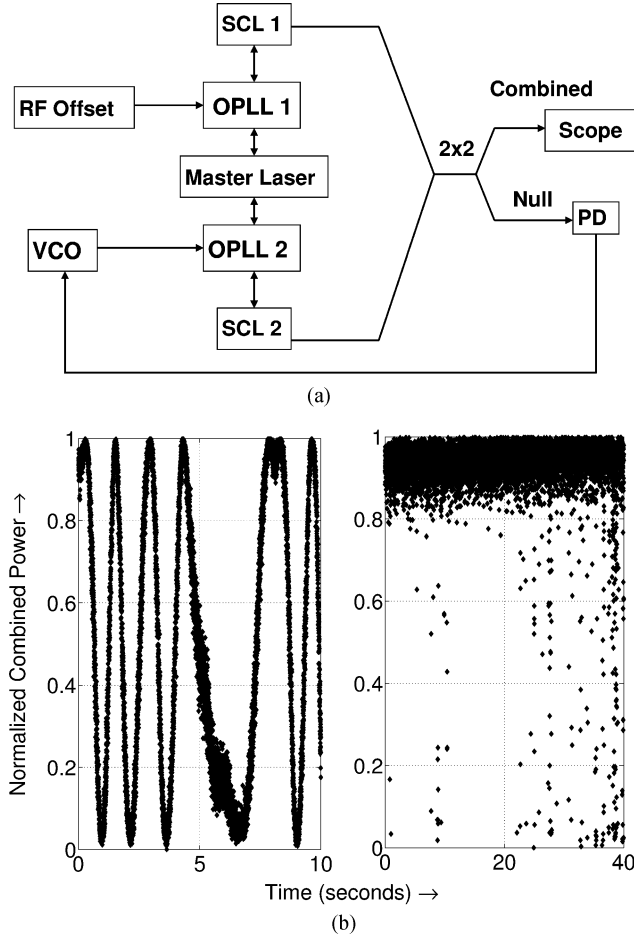 SCL 1
RF Offset
OPLL 1
Combined
Scope
2x2
Master Laser
Null
PD
VCO
OPLL 2
SCL 2
(a)
Normalized Combined Power →
1
0.8
0.6
0.4
0.2
0
0 5 10
1
0.8
0.6
0.4
0.2
0
0 20 40
Time (seconds) →
(b)